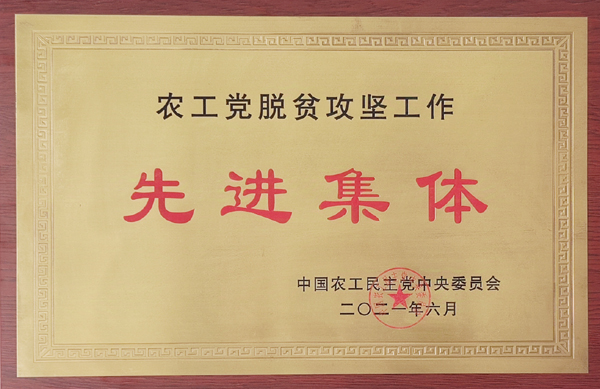 农工党脱贫攻坚工作
先进集体
中国农工民主党中央委员会
二〇二一年六月